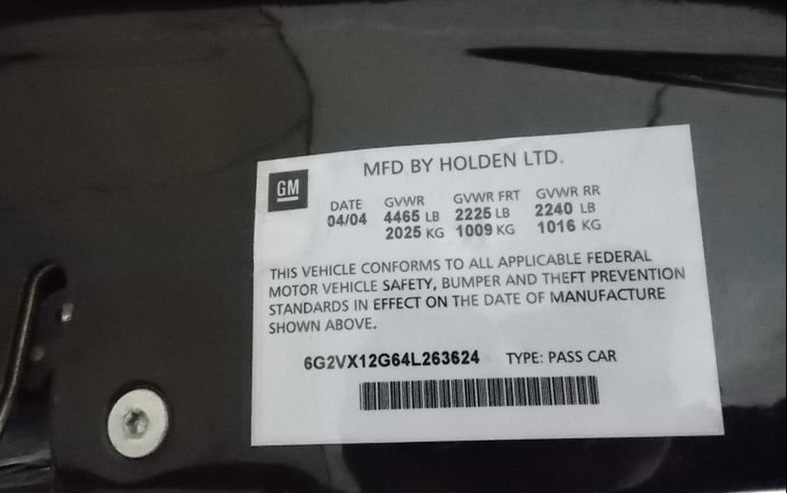 MFD BY HOLDEN LTD.
GM
DATE GVWR GVWR FRT GVWR RR
04/04 4465 LB 2225 LB 2240 LB
2025 KG 1009 KG 1016 KG
THIS VEHICLE CONFORMS TO ALL APPLICABLE FEDERAL
MOTOR VEHICLE SAFETY, BUMPER AND THEFT PREVENTION
STANDARDS IN EFFECT ON THE DATE OF MANUFACTURE
SHOWN ABOVE.
6G2VX12G64L263624 TYPE: PASS CAR